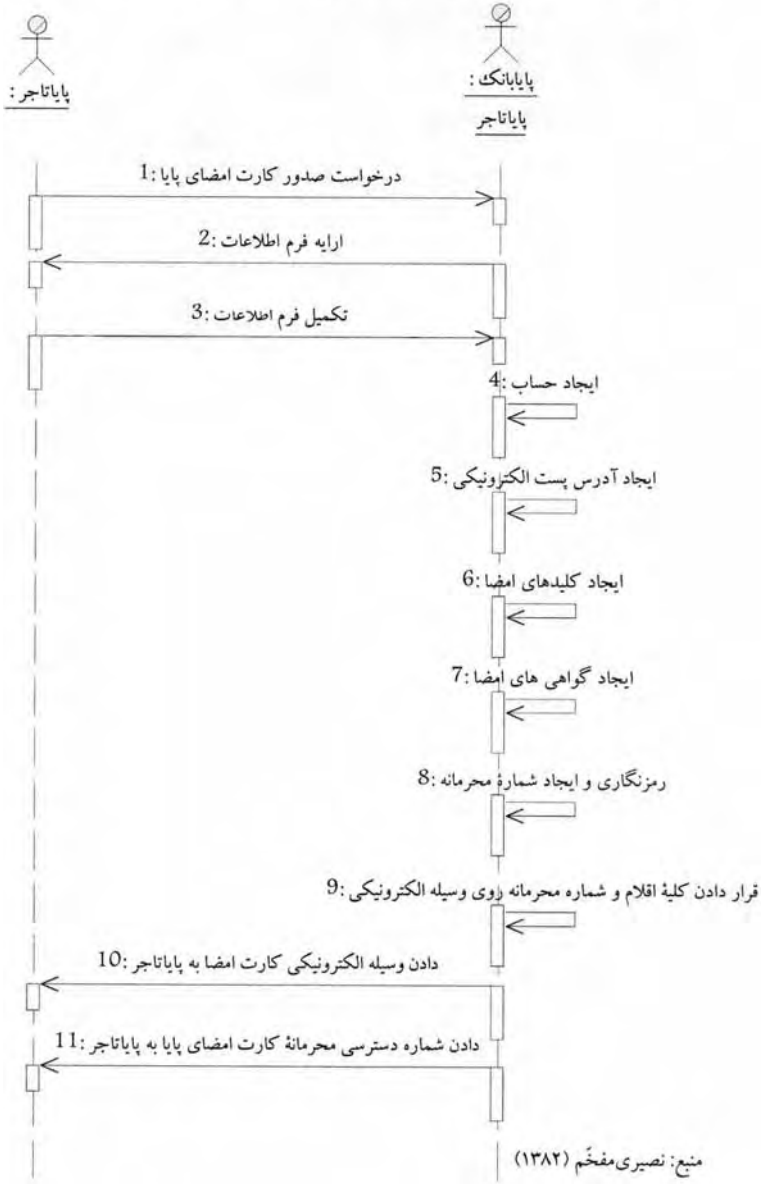 پایاتاجر :
پایابانک :
پایاتاجر
1: درخواست صدور کارت امضای پایا
2: ارایه فرم اطلاعات
3: تکمیل فرم اطلاعات
4: ایجاد حساب
5: ایجاد آدرس پست الکترونیکی
6: ایجاد کلیدهای امضا
7: ایجاد گواهی های امضا
8: رمزنگاری و ایجاد شمارهٔ محرمانه
9: قرار دادن کلیهٔ اقلام و شماره محرمانه روی وسیله الکترونیکی
10: دادن وسیله الکترونیکی کارت امضا به پایاتاجر
11: دادن شماره دسترسی محرمانهٔ کارت امضای پایا به پایاتاجر
منبع: نصیری‌مفخّم (۱۳۸۲)